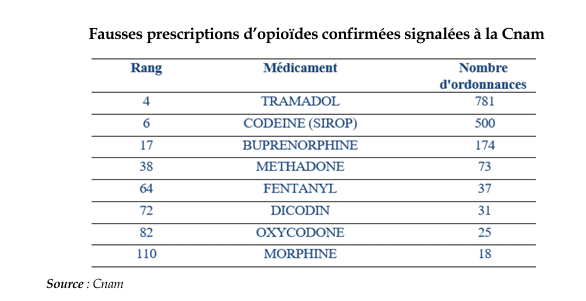 Fausses prescriptions d’opioïdes confirmées signalées à la Cnam
Rang Médicament Nombre
d'ordonnances
4 TRAMADOL 781
6 CODEINE (SIROP) 500
17 BUPRENORPHINE 174
38 METHADONE 73
64 FENTANYL 37
72 DICODIN 31
82 OXYCODONE 25
110 MORPHINE 18
Source : Cnam